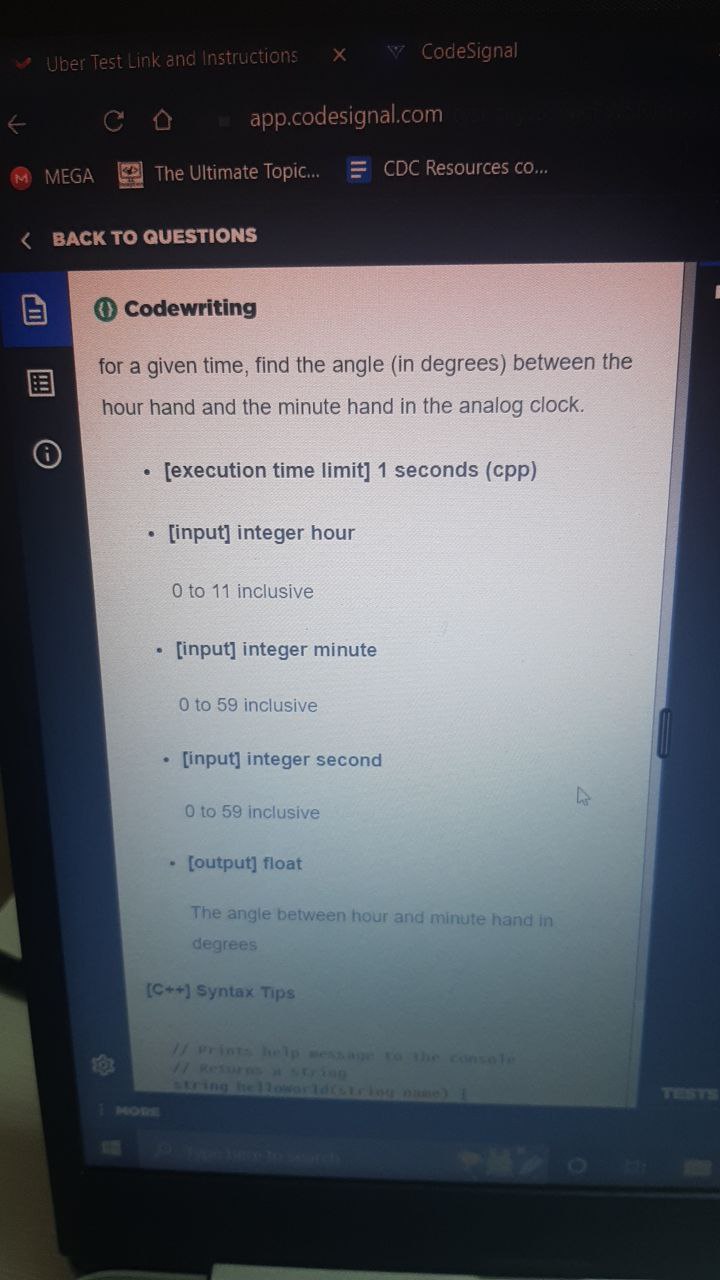 Uber Test Link and Instructions × CodeSignal
app.codesignal.com
M MEGA The Ultimate Topic... CDC Resources co...
BACK TO QUESTIONS
Codewriting
for a given time, find the angle (in degrees) between the
hour hand and the minute hand in the analog clock.
• [execution time limit] 1 seconds (cpp)
• [input] integer hour
0 to 11 inclusive
• [input] integer minute
0 to 59 inclusive
• [input] integer second
0 to 59 inclusive
• [output] float
The angle between hour and minute hand in
degrees
[C++] Syntax Tips
// Prints help message to the console
// Returns a string
string helloworld(string name) {
TESTS
MORE
Type here to search